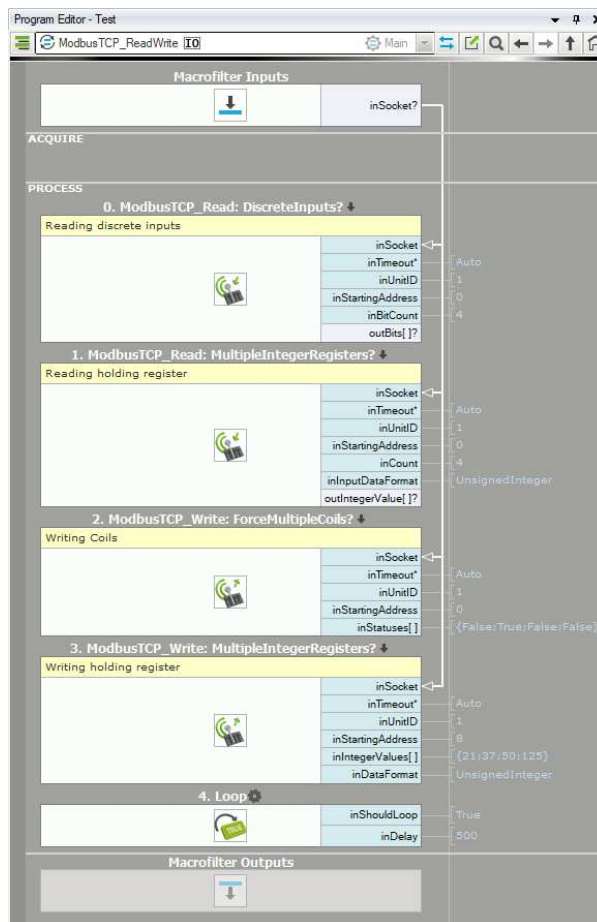 Program Editor - Test
ModbusTCP_ReadWrite IO Main
Macrofilter Inputs
inSocket?
ACQUIRE
PROCESS
0. ModbusTCP_Read: DiscreteInputs?
Reading discrete inputs
inSocket
inTimeout* Auto
inUnitID 1
inStartingAddress 0
inBitCount 4
outBits[ ]?
1. ModbusTCP_Read: MultipleIntegerRegisters?
Reading holding register
inSocket
inTimeout* Auto
inUnitID 1
inStartingAddress 0
inCount 4
inInputDataFormat UnsignedInteger
outIntegerValue[ ]?
2. ModbusTCP_Write: ForceMultipleCoils?
Writing Coils
inSocket
inTimeout* Auto
inUnitID 1
inStartingAddress 0
inStatuses[ ] {False;True;False;False}
3. ModbusTCP_Write: MultipleIntegerRegisters?
Writing holding register
inSocket
inTimeout* Auto
inUnitID 1
inStartingAddress 8
inIntegerValues[ ] {21;37;50;125}
inDataFormat UnsignedInteger
4. Loop
TRUE
inShouldLoop True
inDelay 500
Macrofilter Outputs